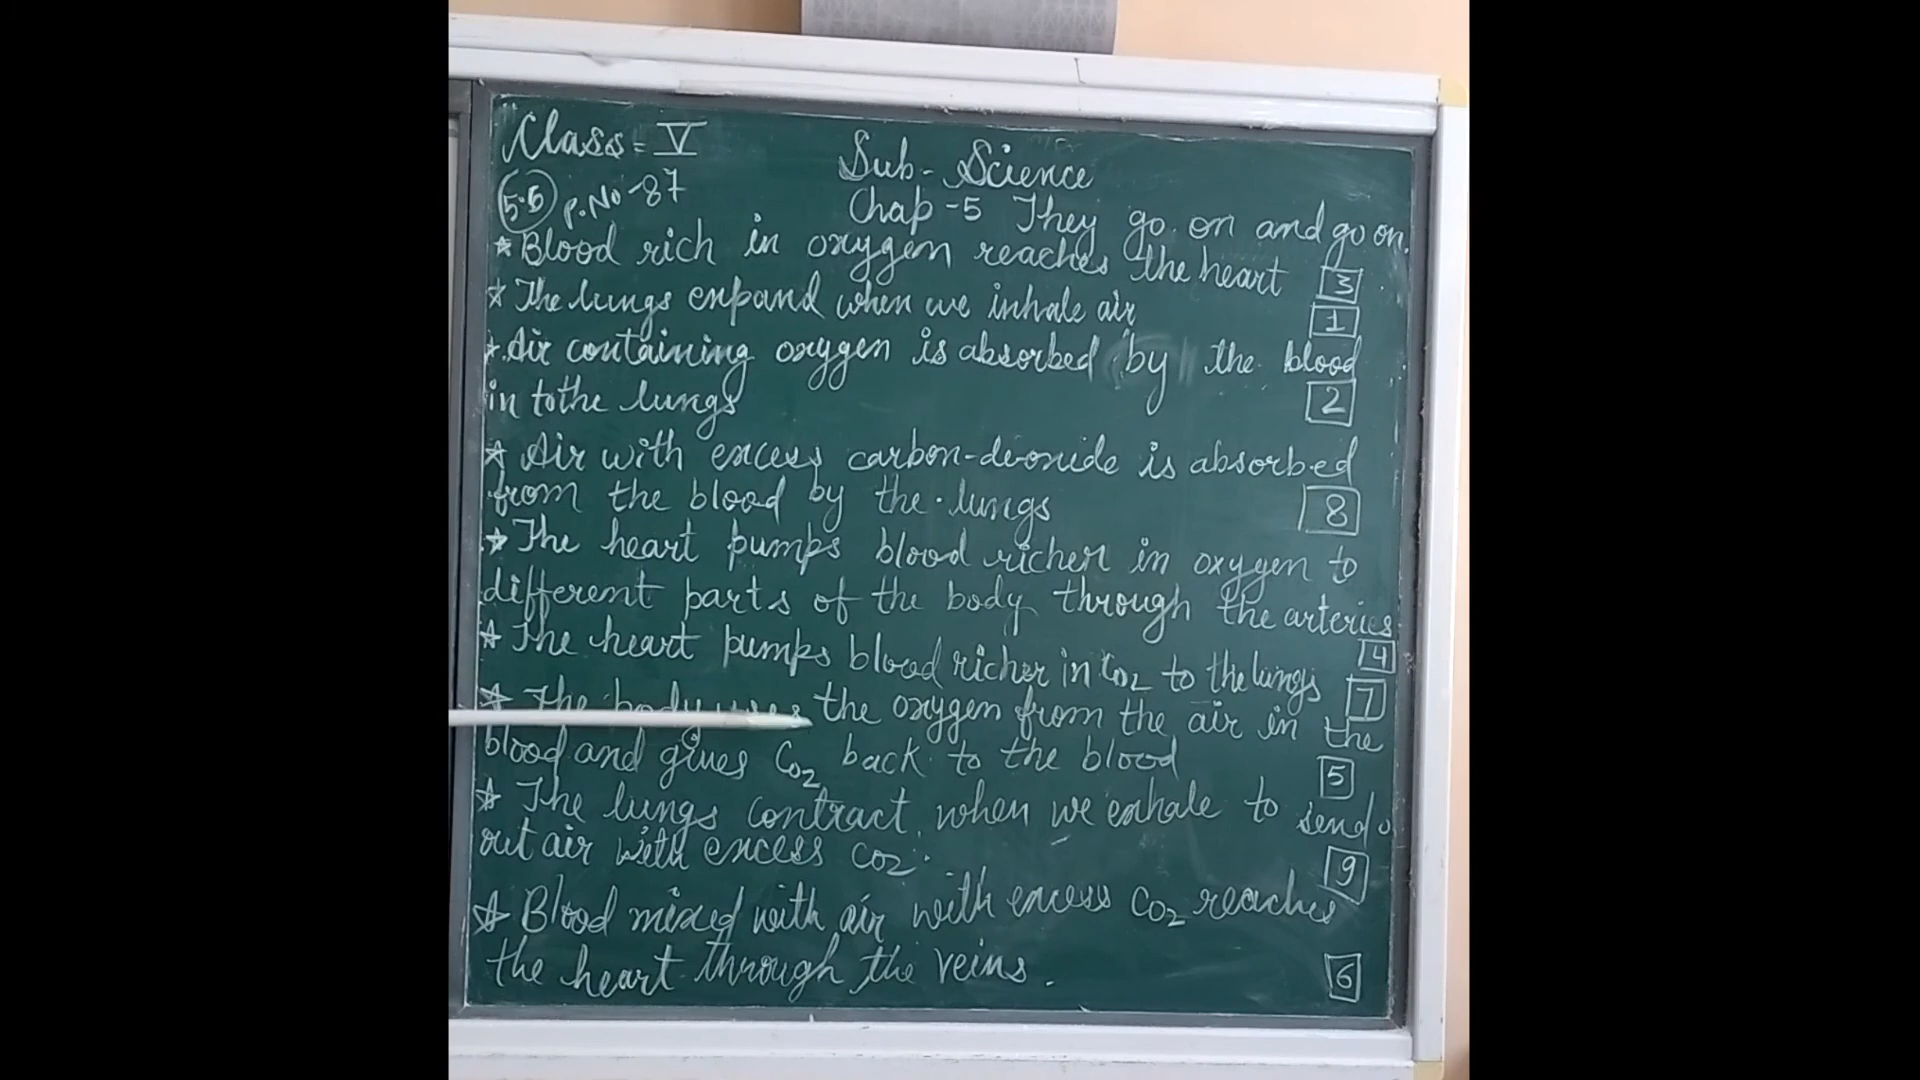 Class = V
Sub - Science
5.5 P.No - 87
Chap - 5 They go on and go on.
* Blood rich in oxygen reaches the heart 3
* The lungs expand when we inhale air 1
* Air containing oxygen is absorbed by the blood
in tothe lungs 2
* Air with excess carbon-di-oxide is absorbed
from the blood by the lungs 8
* The heart pumps blood richer in oxygen to
different parts of the body through the arteries. 4
* The heart pumps blood richer in CO2 to the lungs 7
* The body uses the oxygen from the air in the
blood and gives CO2 back to the blood 5
* The lungs contract when we exhale to send
out air with excess CO2. 9
* Blood mixed with air with excess CO2 reaches
the heart through the veins. 6